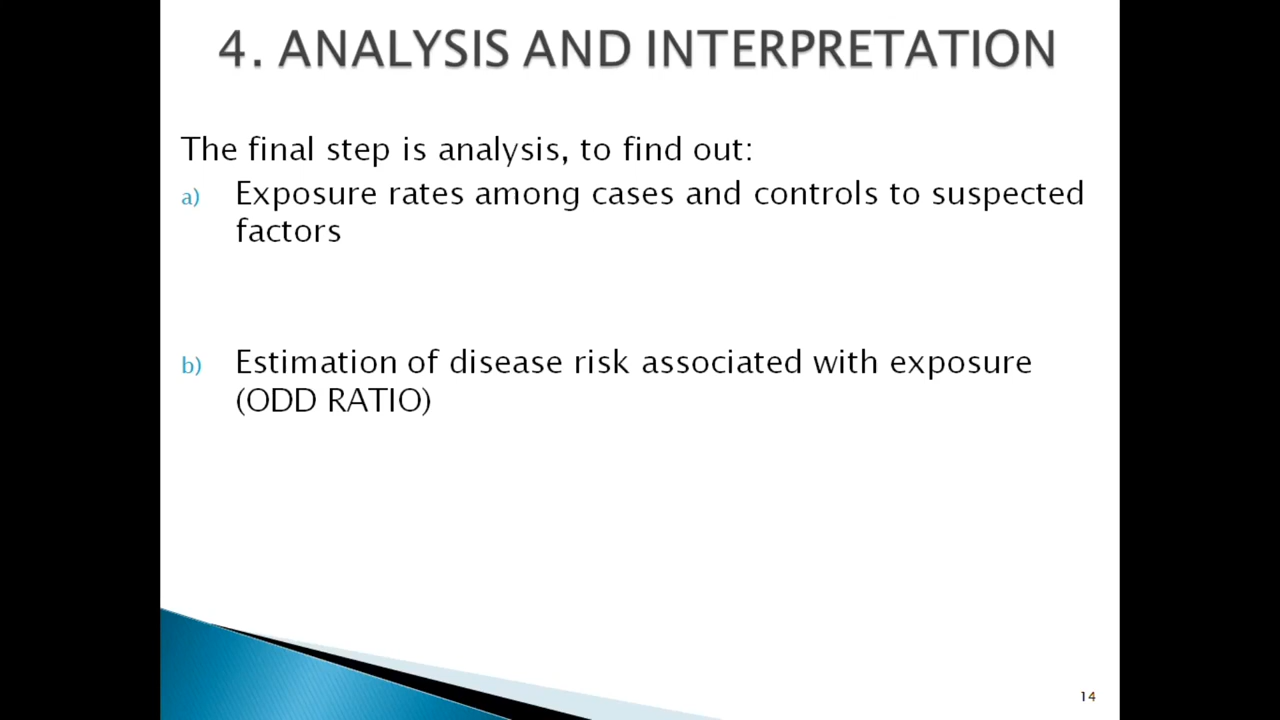 4. ANALYSIS AND INTERPRETATION
The final step is analysis, to find out:
a) Exposure rates among cases and controls to suspected
factors
b) Estimation of disease risk associated with exposure
(ODD RATIO)
14